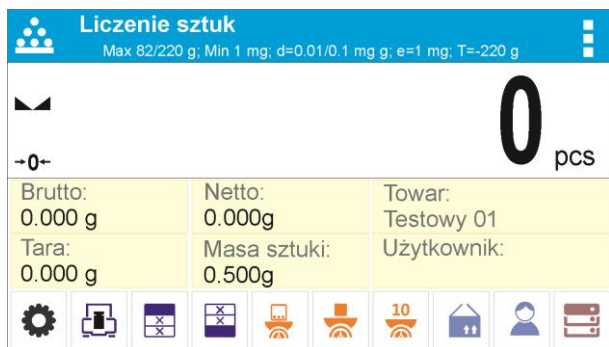 Liczenie sztuk
Max 82/220 g; Min 1 mg; d=0.01/0.1 mg g; e=1 mg; T=-220 g
0 pcs
→0←
Brutto: Netto: Towar:
0.000 g 0.000g Testowy 01
Tara: Masa sztuki: Użytkownik:
0.000 g 0.500g
10